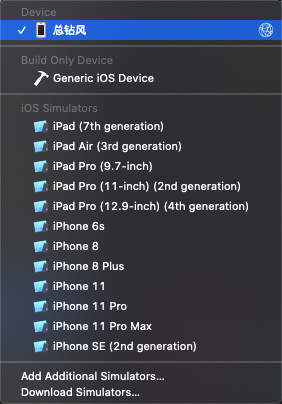 Device
总钻风
Build Only Device
Generic iOS Device
iOS Simulators
iPad (7th generation)
iPad Air (3rd generation)
iPad Pro (9.7-inch)
iPad Pro (11-inch) (2nd generation)
iPad Pro (12.9-inch) (4th generation)
iPhone 6s
iPhone 8
iPhone 8 Plus
iPhone 11
iPhone 11 Pro
iPhone 11 Pro Max
iPhone SE (2nd generation)
Add Additional Simulators...
Download Simulators...